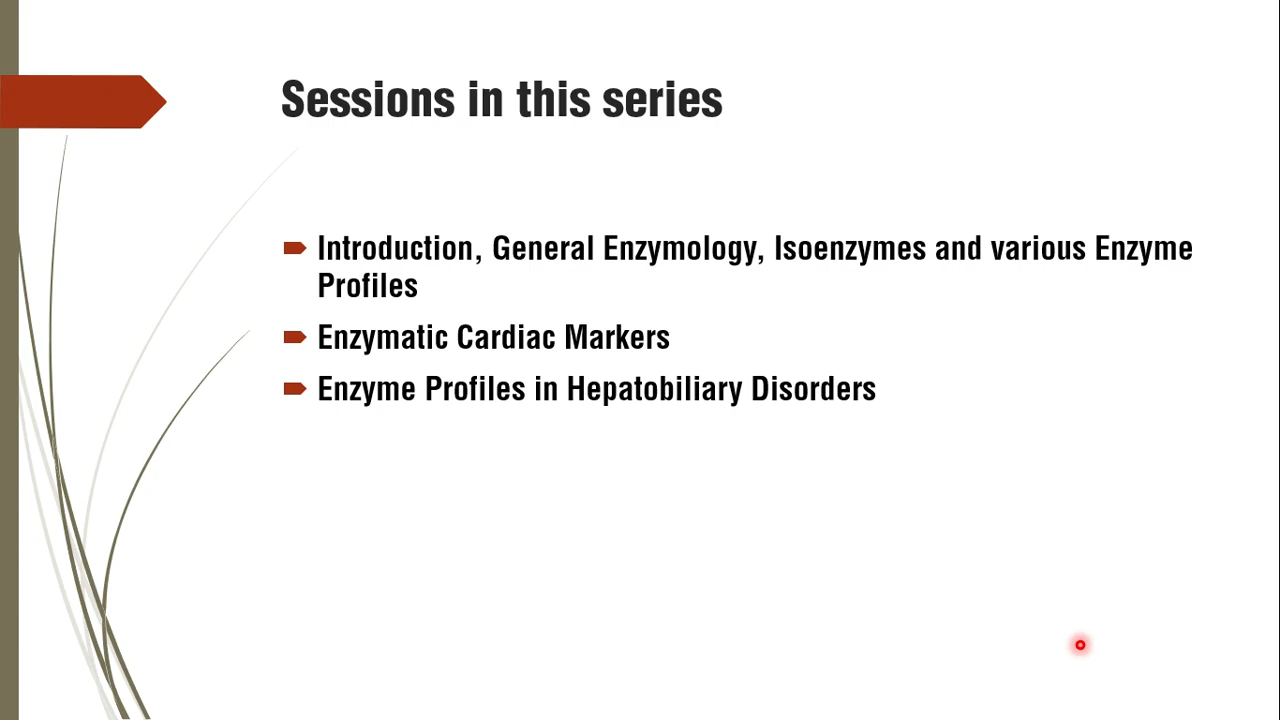 Sessions in this series
Introduction, General Enzymology, Isoenzymes and various Enzyme
Profiles
Enzymatic Cardiac Markers
Enzyme Profiles in Hepatobiliary Disorders